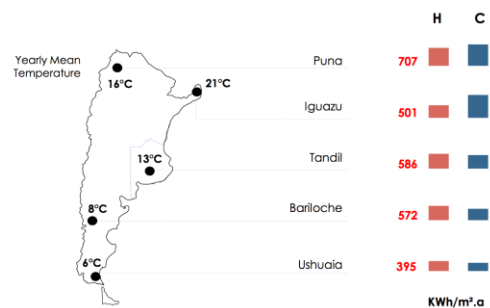 H C
Yearly Mean
Temperature
16°C
21°C
13°C
8°C
6°C
Puna 707
Iguazu 501
Tandil 586
Bariloche 572
Ushuaia 395
KWh/m².a